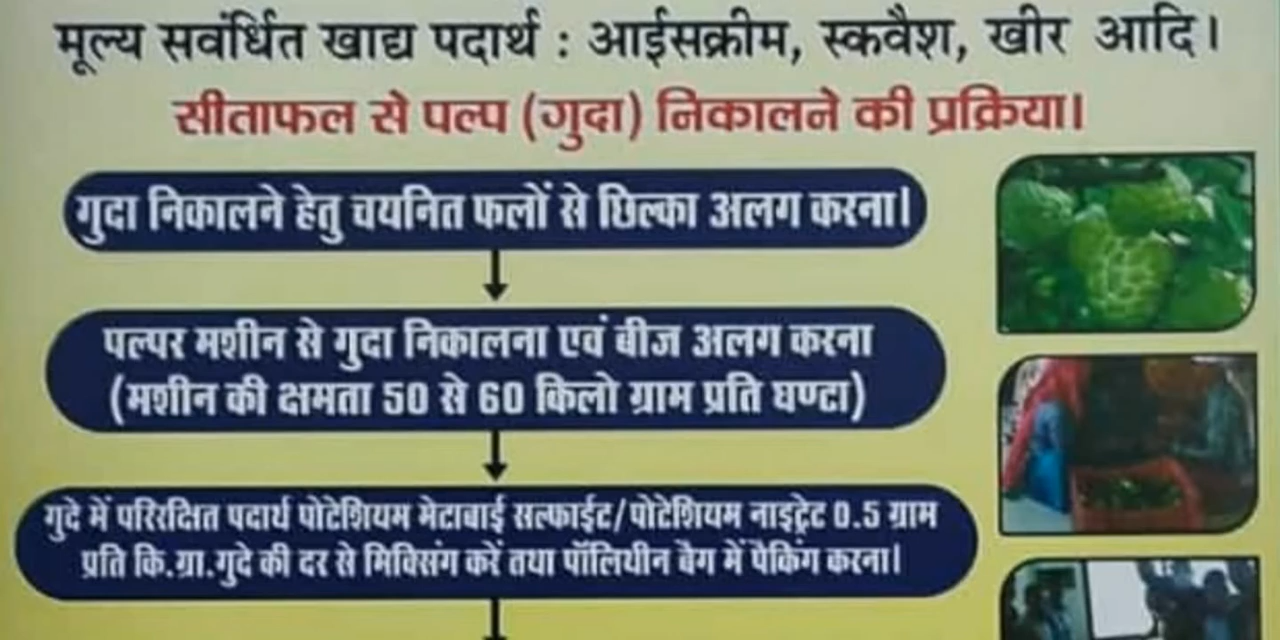 मूल्य सवंर्धित खाद्य पदार्थ : आईसक्रीम, स्कवैश, खीर आदि।
सीताफल से पल्प (गुदा) निकालने की प्रक्रिया।
गुदा निकालने हेतु चयनित फलों से छिल्का अलग करना।
पल्पर मशीन से गुदा निकालना एवं बीज अलग करना
(मशीन की क्षमता 50 से 60 किलो ग्राम प्रति घण्टा)
गुदे में परिरक्षित पदार्थ पोटेशियम मेटाबाई सल्फाईट/पोटेशियम नाइट्रेट 0.5 ग्राम
प्रति कि.ग्रा.गुदे की दर से मिक्सिंग करें तथा पॉलिथीन बैग में पैकिंग करना।